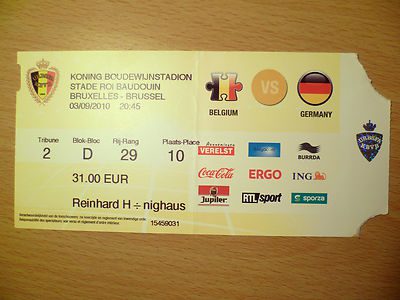 KONING BOUDEWIJNSTADION
STADE ROI BAUDOUIN
BRUXELLES - BRUSSEL
03/09/2010 20:45
VS
BELGIUM
GERMANY
Tribune Blok-Bloc Rij-Rang Plaats-Place
2 D 29 10
31.00 EUR
Reinhard H÷nighaus
15459031
VERELST
BURRDA
Coca-Cola
ERGO
ING
Jupiler
RTL sport
sporza